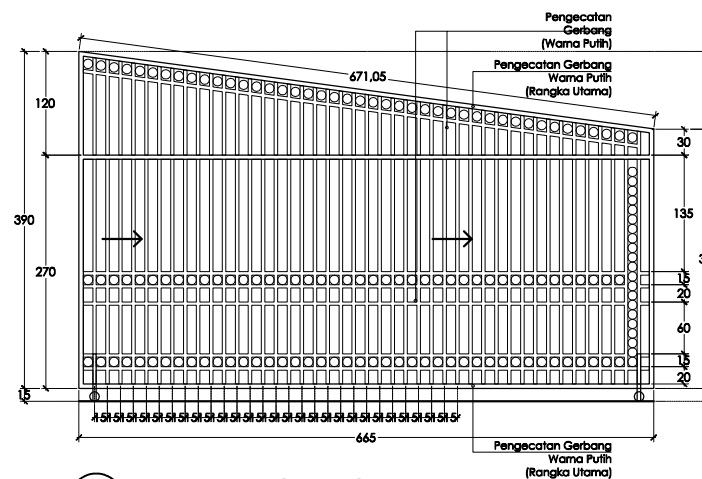 Pengecatan
Gerbang
(Warna Putih)
Pengecatan Gerbang
Warna Putih
(Rangka Utama)
671,05
120
30
390
135
270
15
20
60
15
20
15
665
Pengecatan Gerbang
Warna Putih
(Rangka Utama)